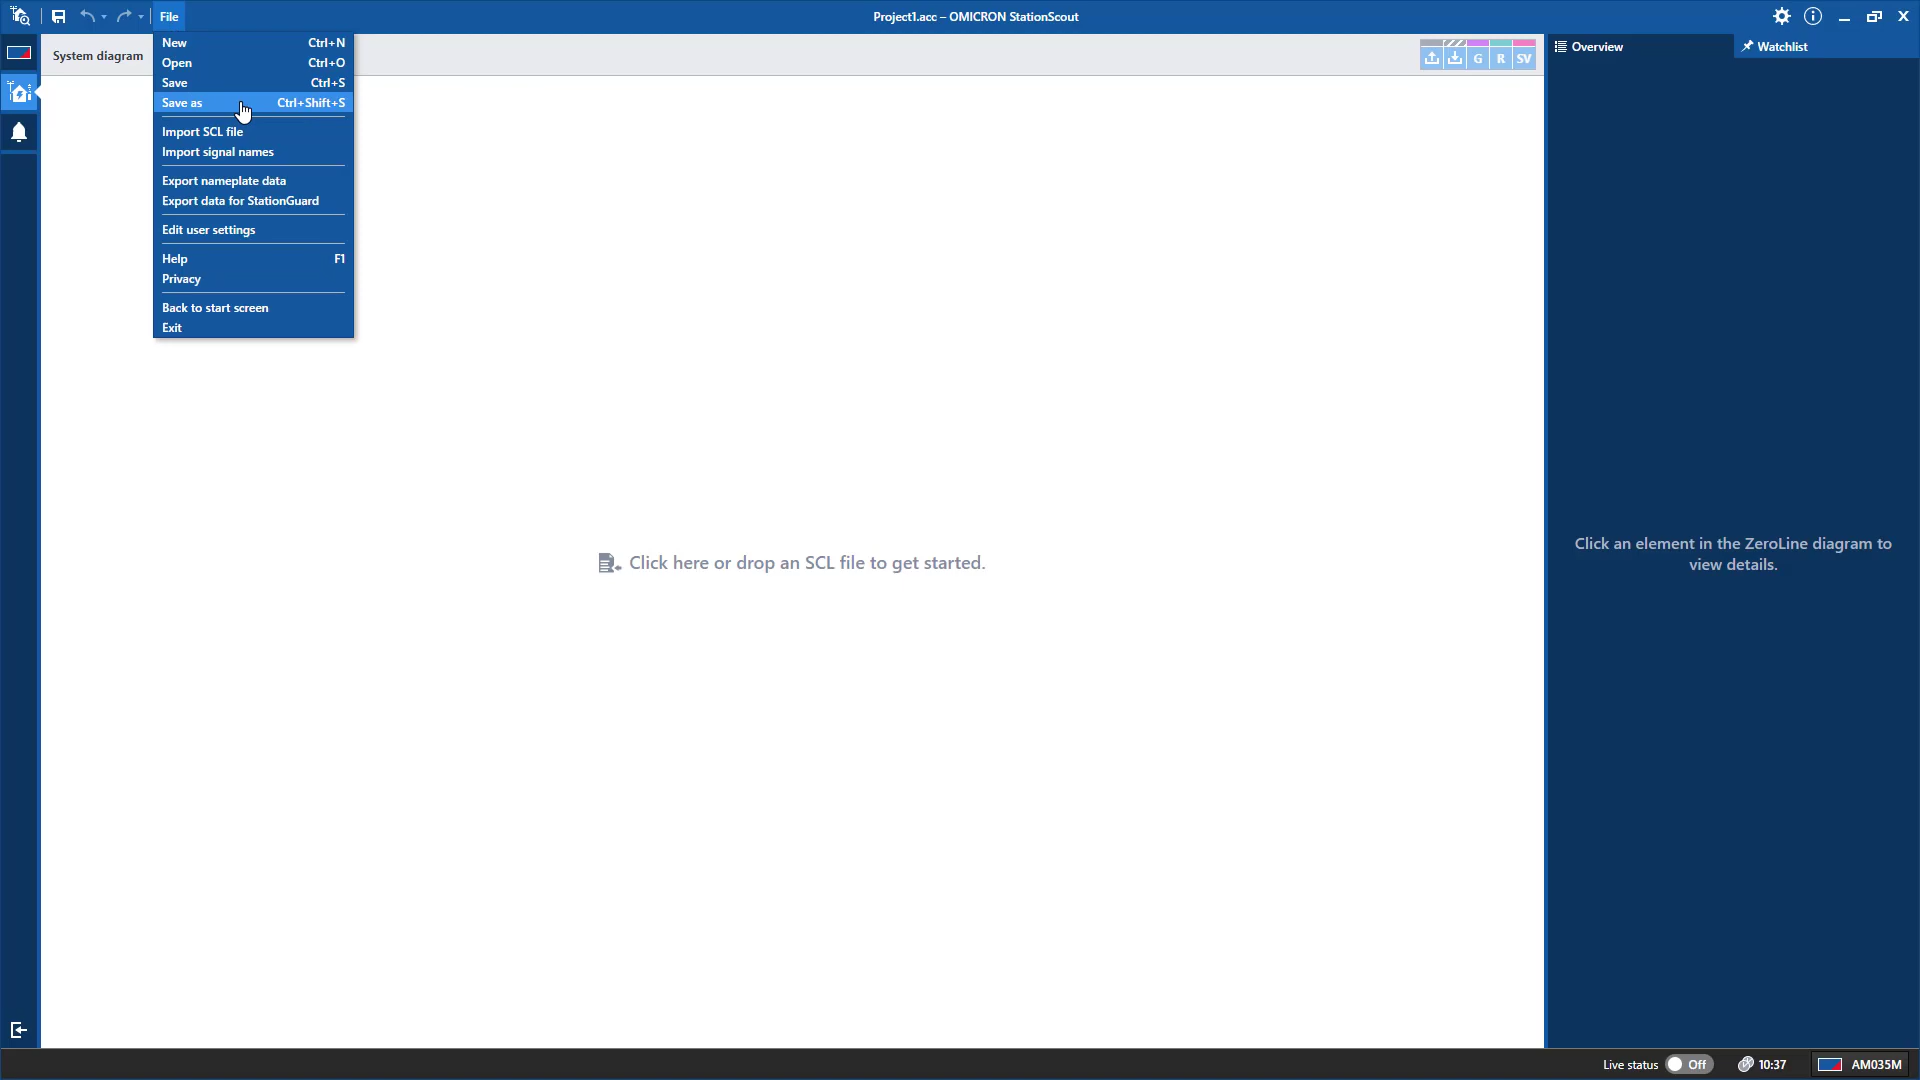 File
Project1.acc – OMICRON StationScout
System diagram
New Ctrl+N
Open Ctrl+O
Save Ctrl+S
Save as Ctrl+Shift+S
Import SCL file
Import signal names
Export nameplate data
Export data for StationGuard
Edit user settings
Help F1
Privacy
Back to start screen
Exit
G R SV
Overview
Watchlist
Click here or drop an SCL file to get started.
Click an element in the ZeroLine diagram to
view details.
Live status Off 10:37 AM035M